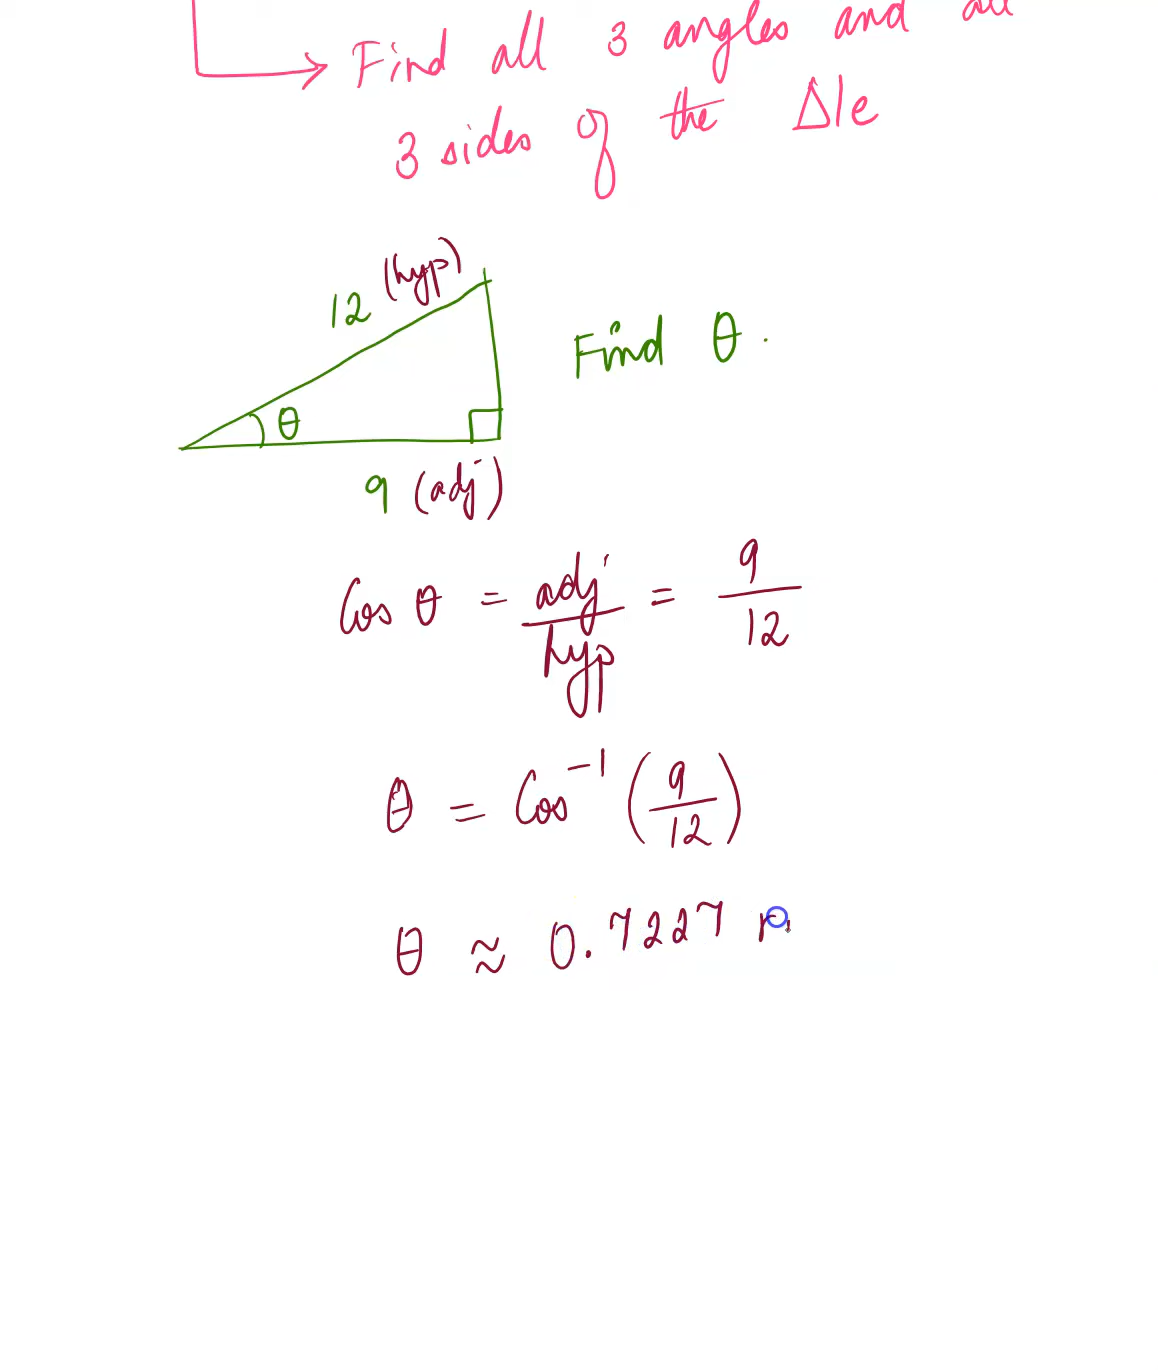 Find all 3 angles and all
3 sides of the Δle
12 (hyp)
Find θ.
θ
9 (adj)
Cos θ = adj/hyp = 9/12
θ = Cos⁻¹ (9/12)
θ ≈ 0.7227 r